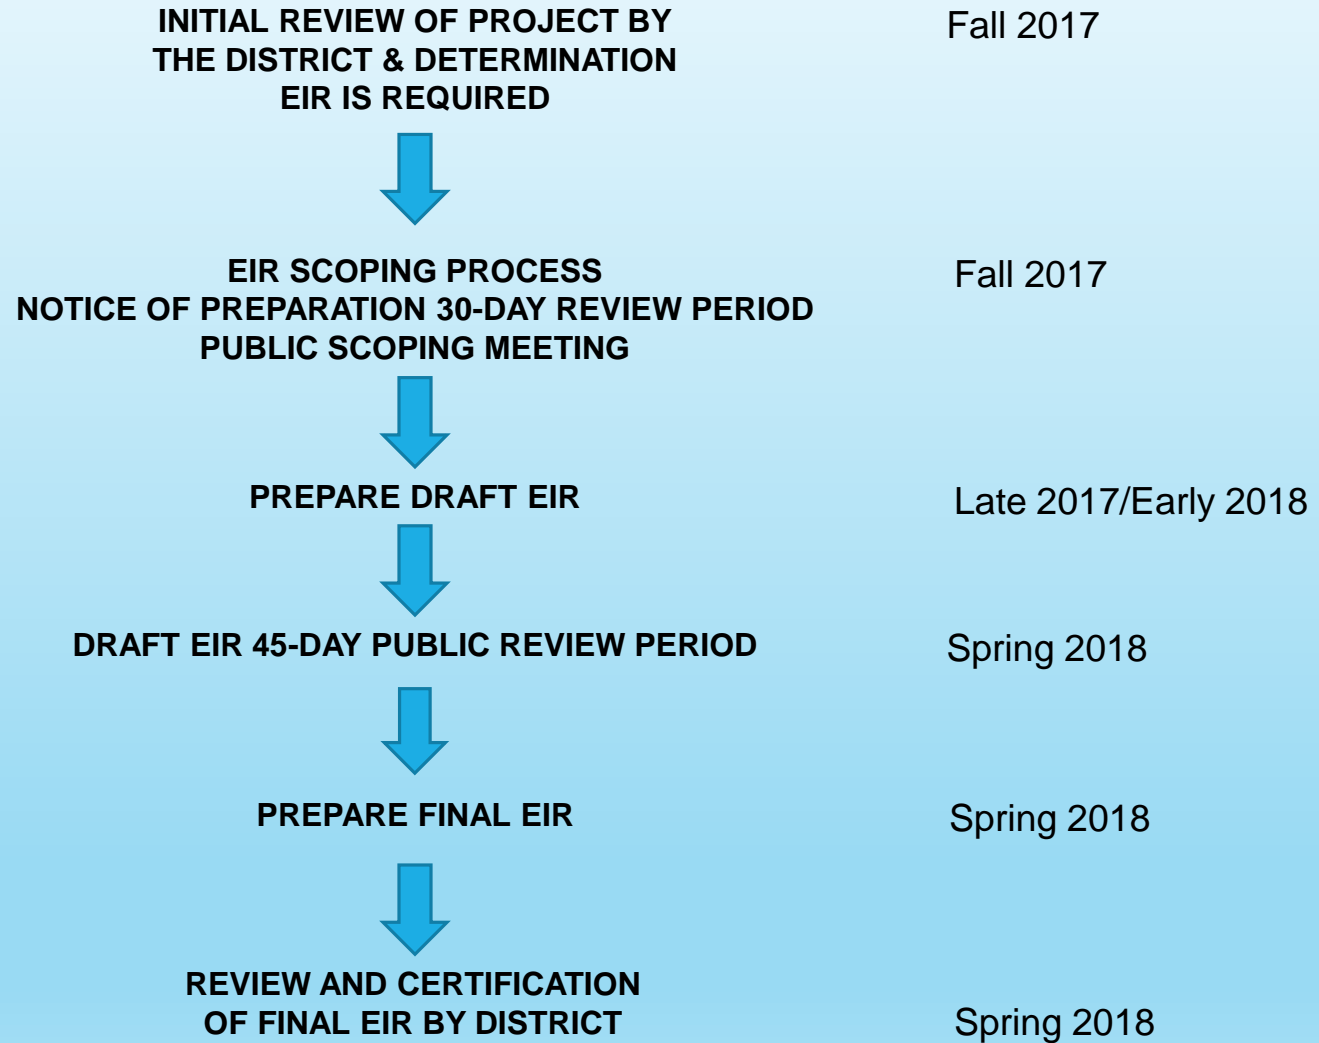 INITIAL REVIEW OF PROJECT BY
THE DISTRICT & DETERMINATION
EIR IS REQUIRED
Fall 2017
EIR SCOPING PROCESS
NOTICE OF PREPARATION 30-DAY REVIEW PERIOD
PUBLIC SCOPING MEETING
Fall 2017
PREPARE DRAFT EIR
Late 2017/Early 2018
DRAFT EIR 45-DAY PUBLIC REVIEW PERIOD
Spring 2018
PREPARE FINAL EIR
Spring 2018
REVIEW AND CERTIFICATION
OF FINAL EIR BY DISTRICT
Spring 2018